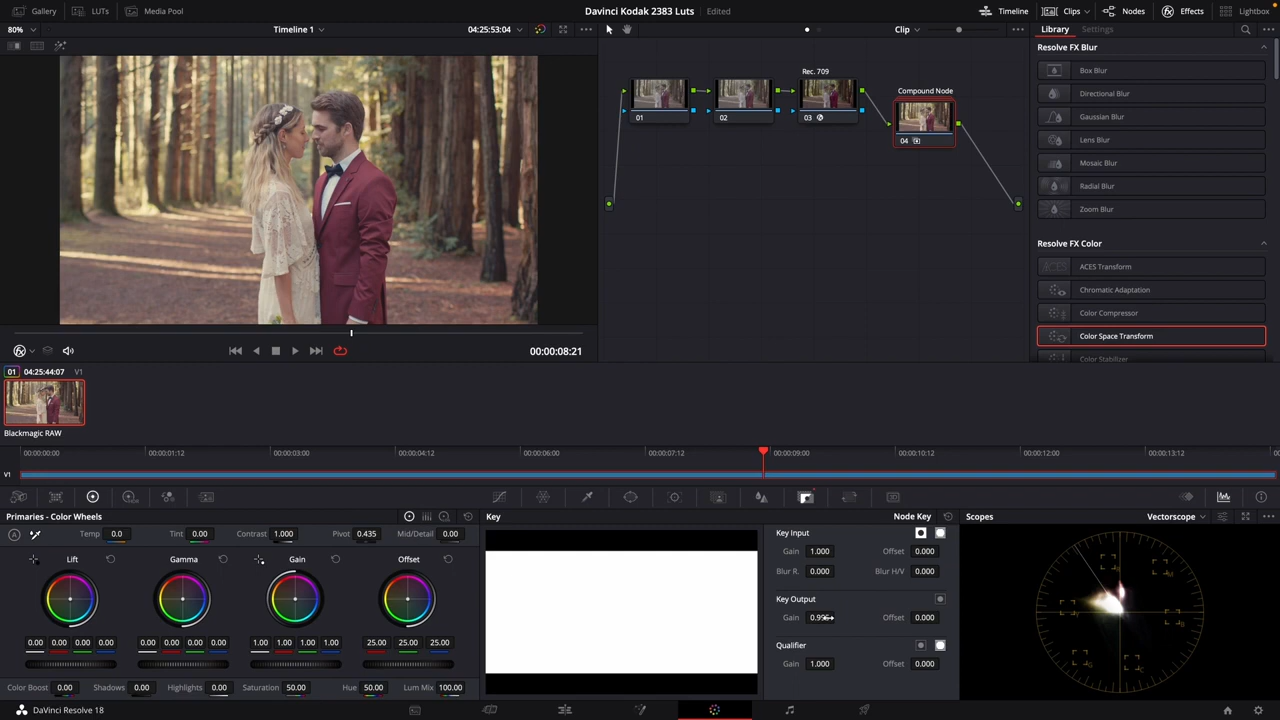 Gallery LUTs Media Pool Davinci Kodak 2383 Luts Edited Timeline Clips Nodes Effects Lightbox
80% Timeline 1 04:25:53:04 Clip Library Settings
Resolve FX Blur
Box Blur
Directional Blur
Gaussian Blur
Lens Blur
Mosaic Blur
Radial Blur
Zoom Blur
Resolve FX Color
ACES Transform
Chromatic Adaptation
Color Compressor
Color Space Transform
Color Stabilizer
Rec. 709
Compound Node
01 02 03
04
00:00:08:21
01 04:25:44:07 V1
Blackmagic RAW
00:00:00:00 00:00:01:12 00:00:03:00 00:00:04:12 00:00:06:00 00:00:07:12 00:00:09:00 00:00:10:12 00:00:12:00 00:00:13:12
V1
Primaries - Color Wheels Key Node Key Scopes Vectorscope
Temp 0.0 Tint 0.00 Contrast 1.000 Pivot 0.435 Mid/Detail 0.00
Lift Gamma Gain Offset
0.00 0.00 0.00 0.00 0.00 0.00 0.00 0.00 1.00 1.00 1.00 1.00 25.00 25.00 25.00
Color Boost 0.00 Shadows 0.00 Highlights 0.00 Saturation 50.00 Hue 50.00 Lum Mix 100.00
Key Input
Gain 1.000 Offset 0.000
Blur R. 0.000 Blur H/V 0.000
Key Output
Gain Offset 0.000
Qualifier
Gain 1.000 Offset 0.000
DaVinci Resolve 18